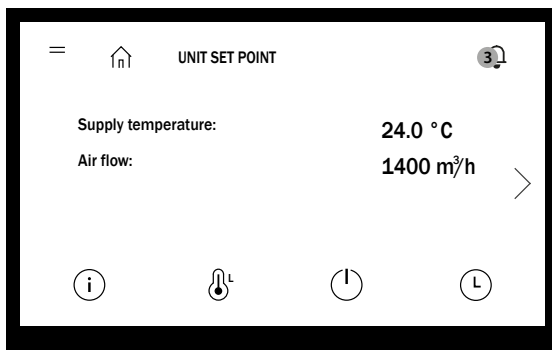 UNIT SET POINT
3
Supply temperature: 24.0 °C
Air flow: 1400 m³/h
i
L
L